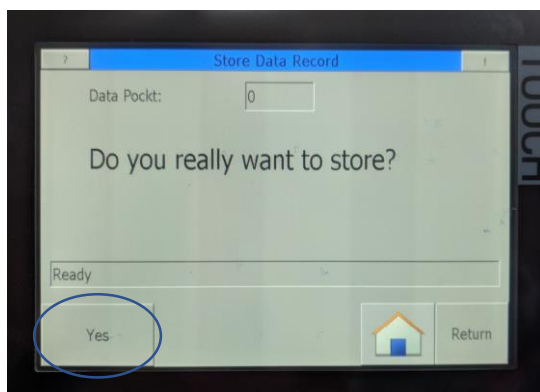 ? Store Data Record !
Data Pockt: 0
Do you really want to store?
Ready
Yes Return
TOUCH